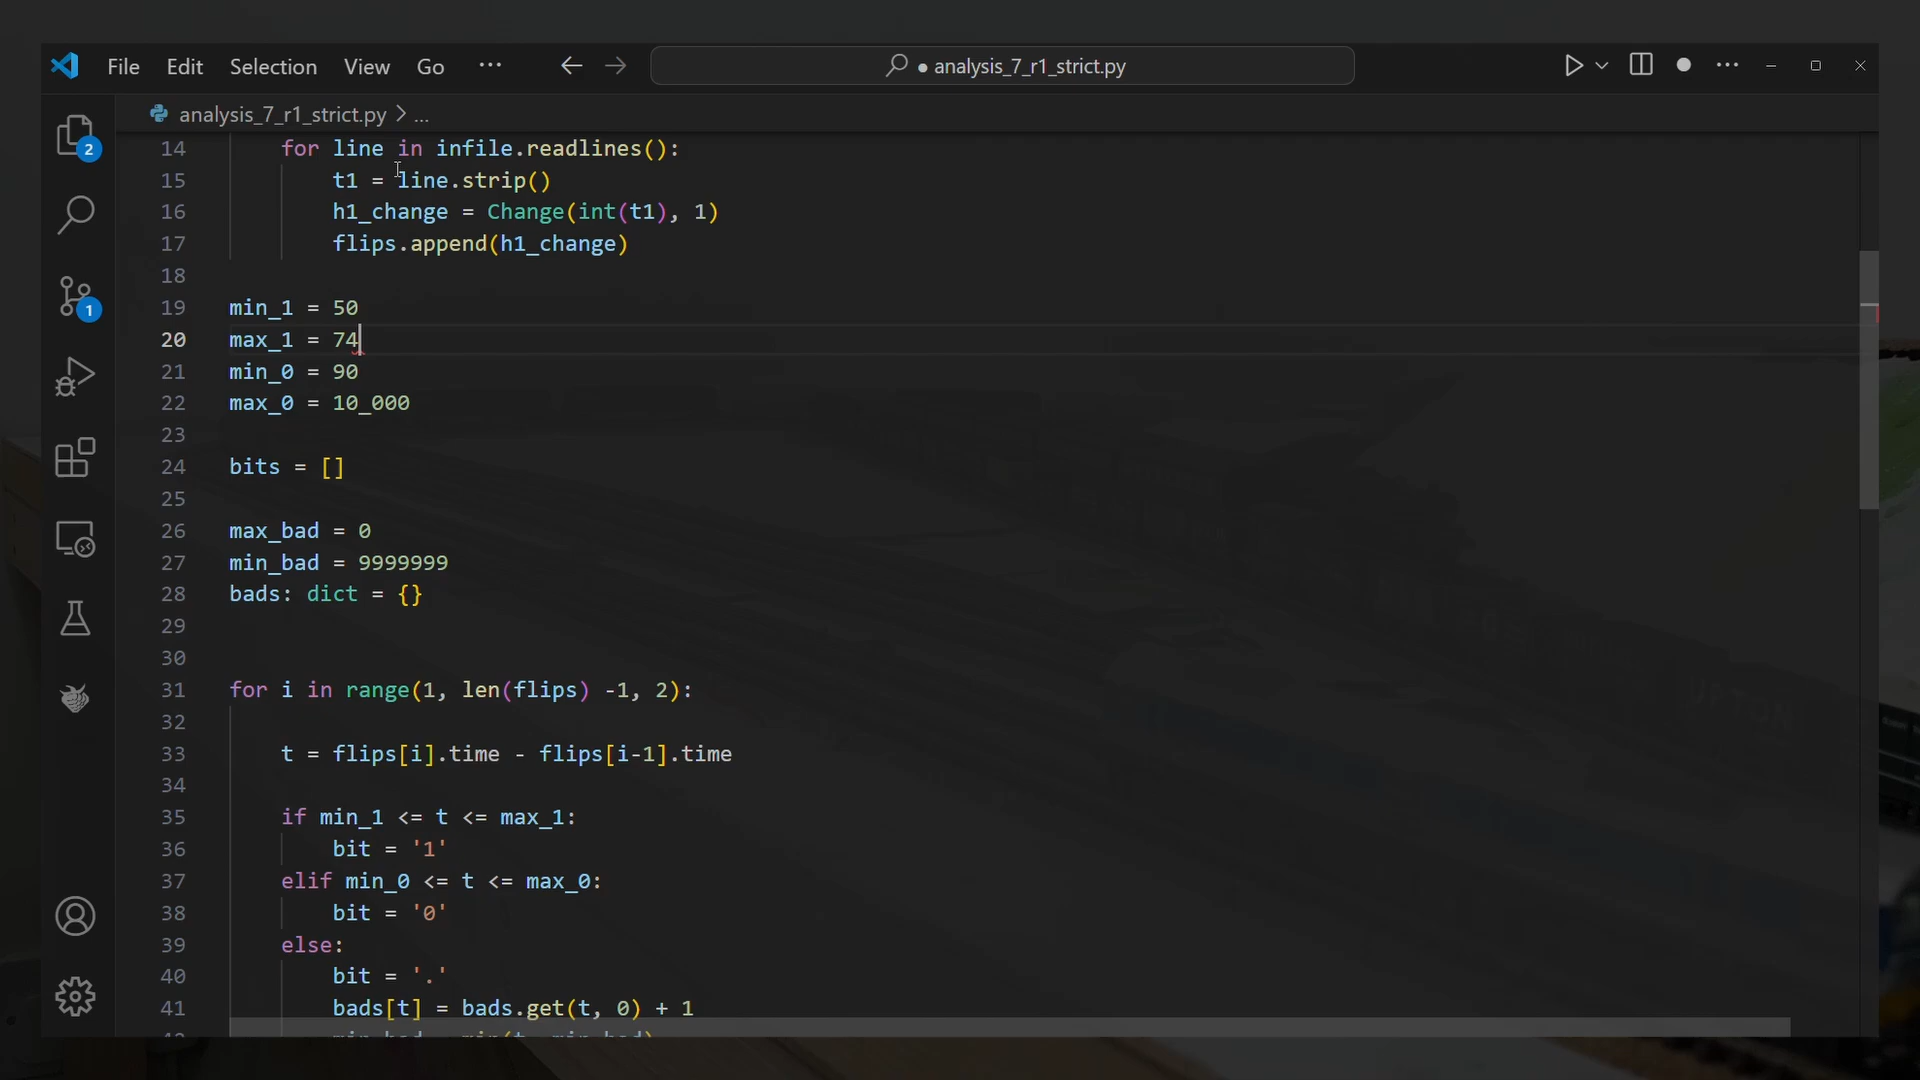 File Edit Selection View Go ··· ← → ● analysis_7_r1_strict.py
analysis_7_r1_strict.py > ...
2
1
14 for line in infile.readlines():
15 t1 = line.strip()
16 h1_change = Change(int(t1), 1)
17 flips.append(h1_change)
18
19 min_1 = 50
20 max_1 = 74
21 min_0 = 90
22 max_0 = 10_000
23
24 bits = []
25
26 max_bad = 0
27 min_bad = 9999999
28 bads: dict = {}
29
30
31 for i in range(1, len(flips) -1, 2):
32
33 t = flips[i].time - flips[i-1].time
34
35 if min_1 <= t <= max_1:
36 bit = '1'
37 elif min_0 <= t <= max_0:
38 bit = '0'
39 else:
40 bit = '.'
41 bads[t] = bads.get(t, 0) + 1